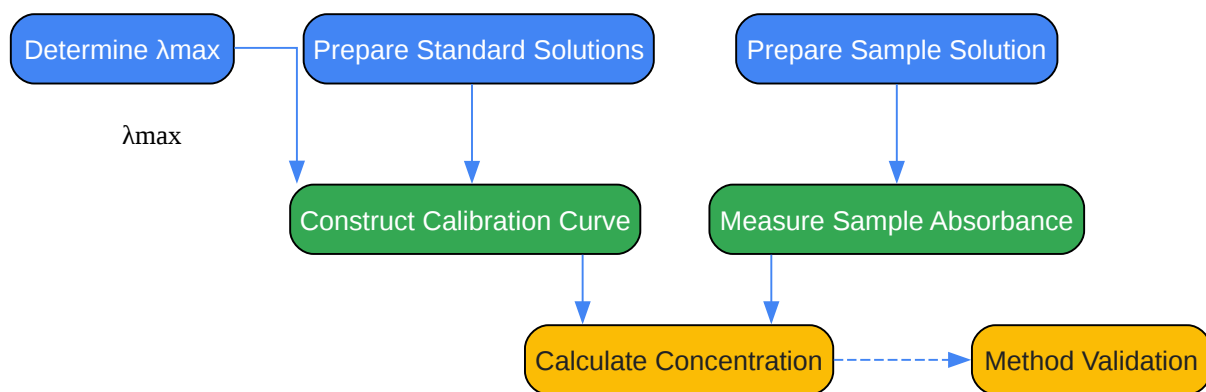 Determine λmax
Prepare Standard Solutions
Prepare Sample Solution
λmax
Construct Calibration Curve
Measure Sample Absorbance
Calculate Concentration
Method Validation